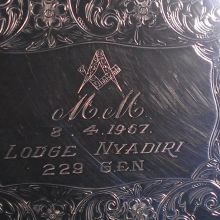 M.M.
8 4.1967.
LODGE NYADIRI
229 S.E.N